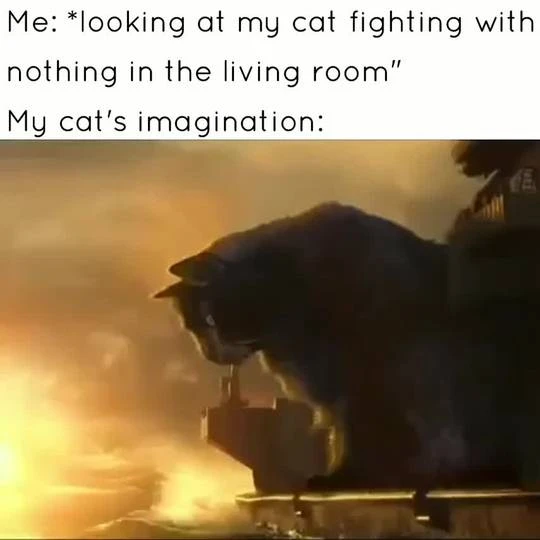 Me: *looking at my cat fighting with
nothing in the living room"
My cat's imagination: